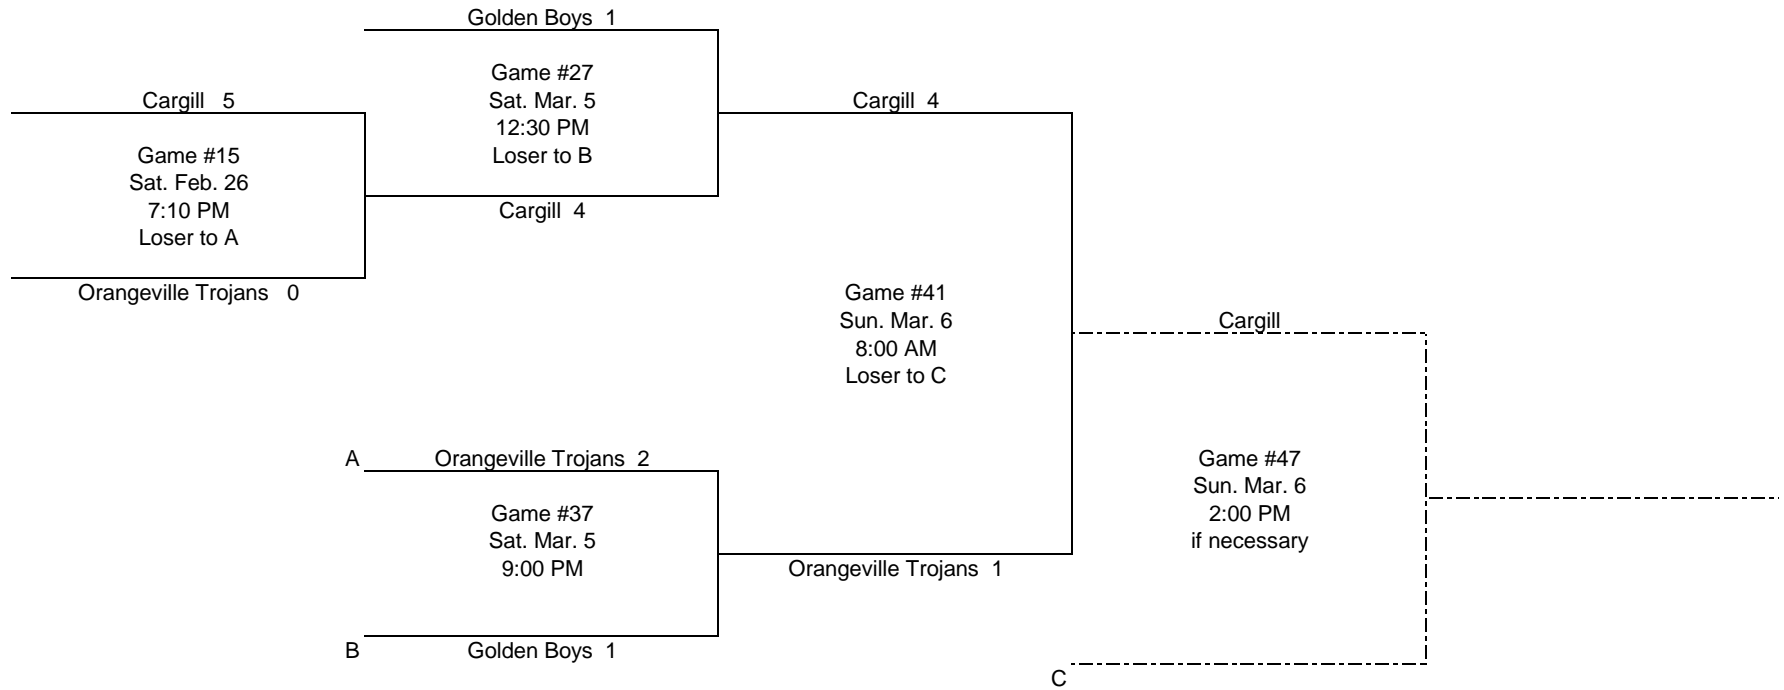 Golden Boys 1
Game #27
Sat. Mar. 5
12:30 PM
Loser to B
Cargill 5
Cargill 4
Game #15
Sat. Feb. 26
7:10 PM
Loser to A
Cargill 4
Orangeville Trojans 0
Game #41
Sun. Mar. 6
8:00 AM
Loser to C
Cargill
A
Orangeville Trojans 2
Game #37
Sat. Mar. 5
9:00 PM
Game #47
Sun. Mar. 6
2:00 PM
if necessary
Orangeville Trojans 1
B
Golden Boys 1
C